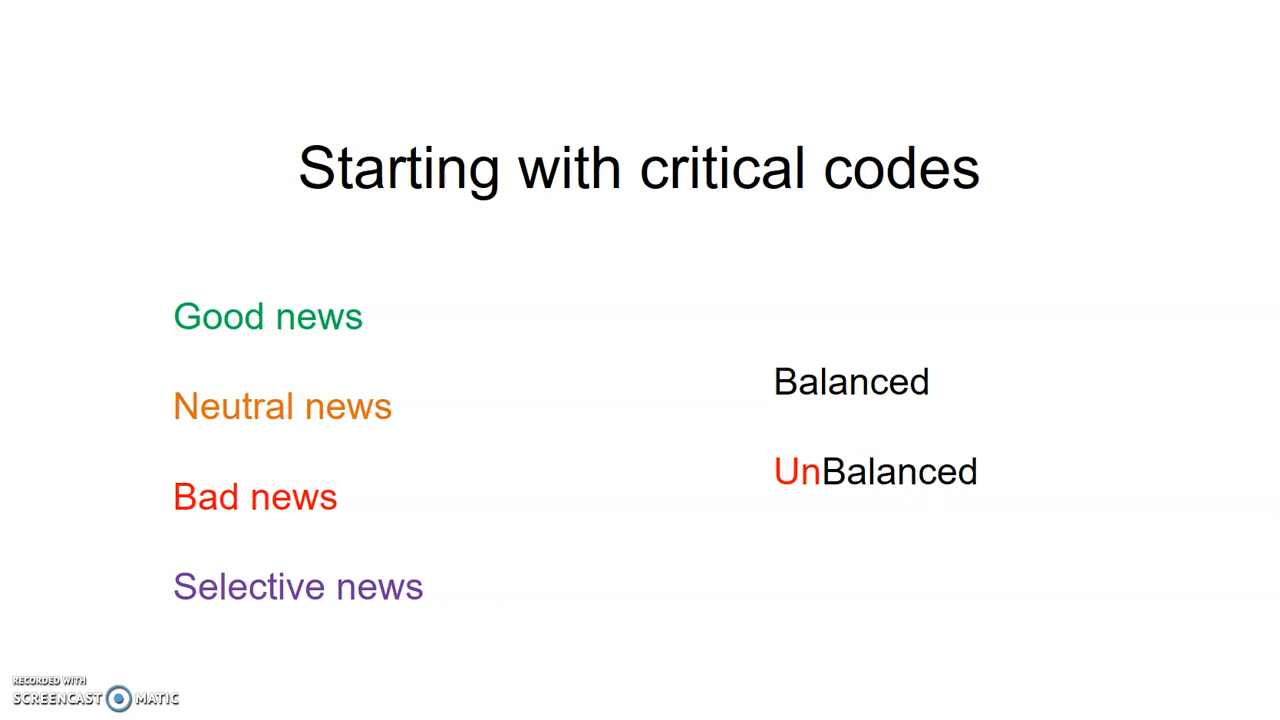 Starting with critical codes
Good news
Neutral news
Bad news
Selective news
Balanced
UnBalanced
RECORDED WITH
SCREENCAST MATIC